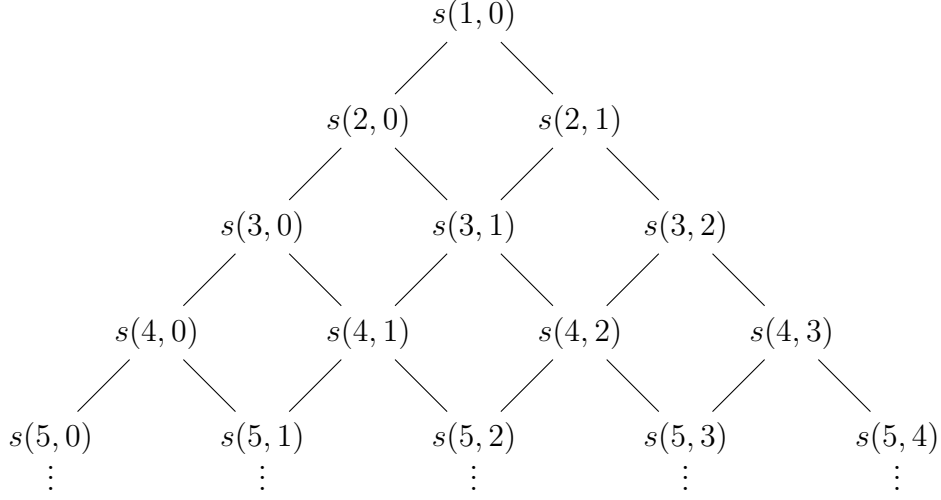 s(1, 0)
s(2, 0) s(2, 1)
s(3, 0) s(3, 1) s(3, 2)
s(4, 0) s(4, 1) s(4, 2) s(4, 3)
s(5, 0) s(5, 1) s(5, 2) s(5, 3) s(5, 4)
⋮ ⋮ ⋮ ⋮ ⋮